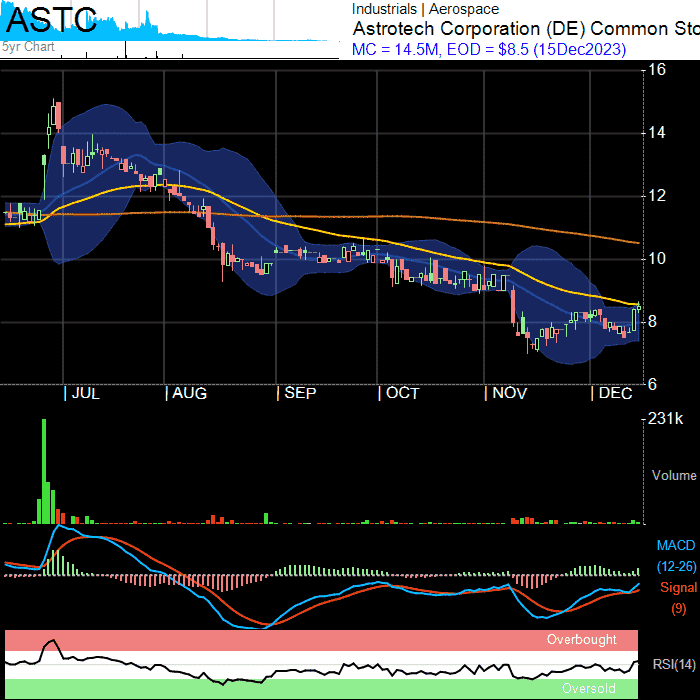 ASTC
5yr Chart
Industrials | Aerospace
Astrotech Corporation (DE) Common Sto
MC = 14.5M, EOD = $8.5 (15Dec2023)
16
14
12
10
8
6
| JUL | AUG | SEP | OCT | NOV | DEC
231k
Volume
MACD
(12-26)
Signal
(9)
Overbought
RSI(14)
Oversold